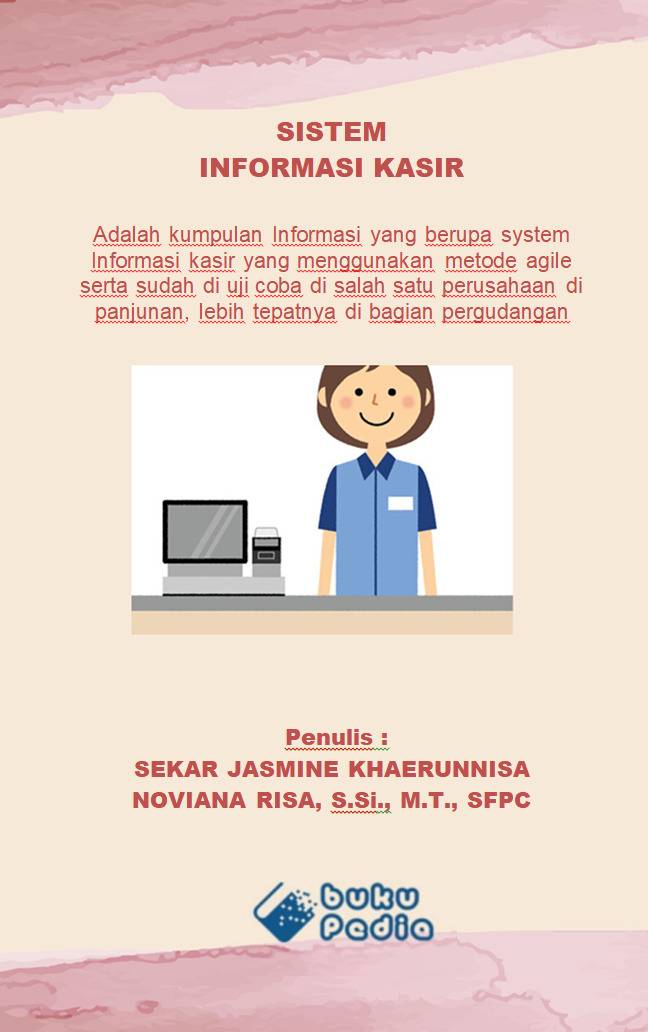 SISTEM
INFORMASI KASIR
Adalah kumpulan Informasi yang berupa system
Informasi kasir yang menggunakan metode agile
serta sudah di uji coba di salah satu perusahaan di
panjunan, lebih tepatnya di bagian pergudangan
Penulis :
SEKAR JASMINE KHAERUNNISA
NOVIANA RISA, S.Si., M.T., SFPC
buku
Pedia